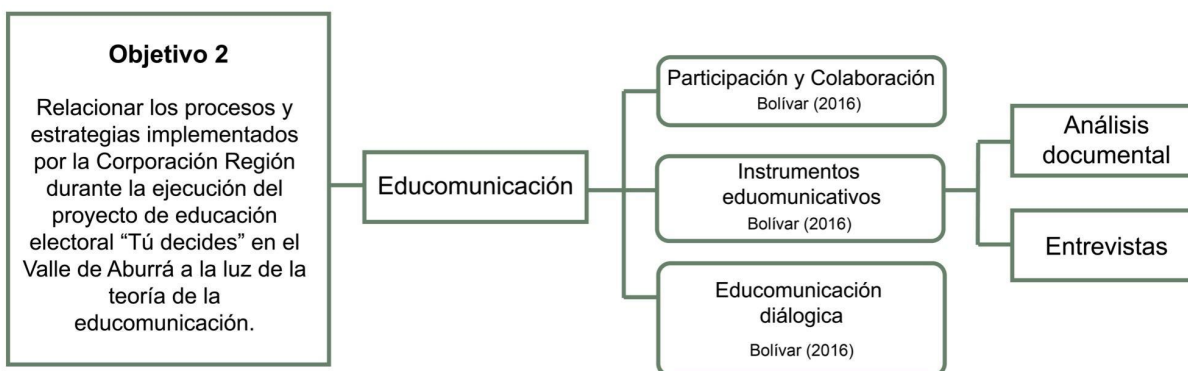 Objetivo 2
Relacionar los procesos y
estrategias implementados
por la Corporación Región
durante la ejecución del
proyecto de educación
electoral “Tú decides” en el
Valle de Aburrá a la luz de la
teoría de la
educomunicación.
Educomunicación
Participación y Colaboración
Bolívar (2016)
Instrumentos
eduomunicativos
Bolívar (2016)
Educomunicación
diálogica
Bolívar (2016)
Análisis
documental
Entrevistas